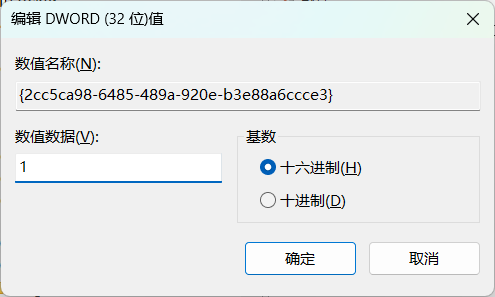 编辑 DWORD (32 位)值
数值名称(N):
{2cc5ca98-6485-489a-920e-b3e88a6ccce3}
数值数据(V):
1
基数
十六进制(H)
十进制(D)
确定
取消